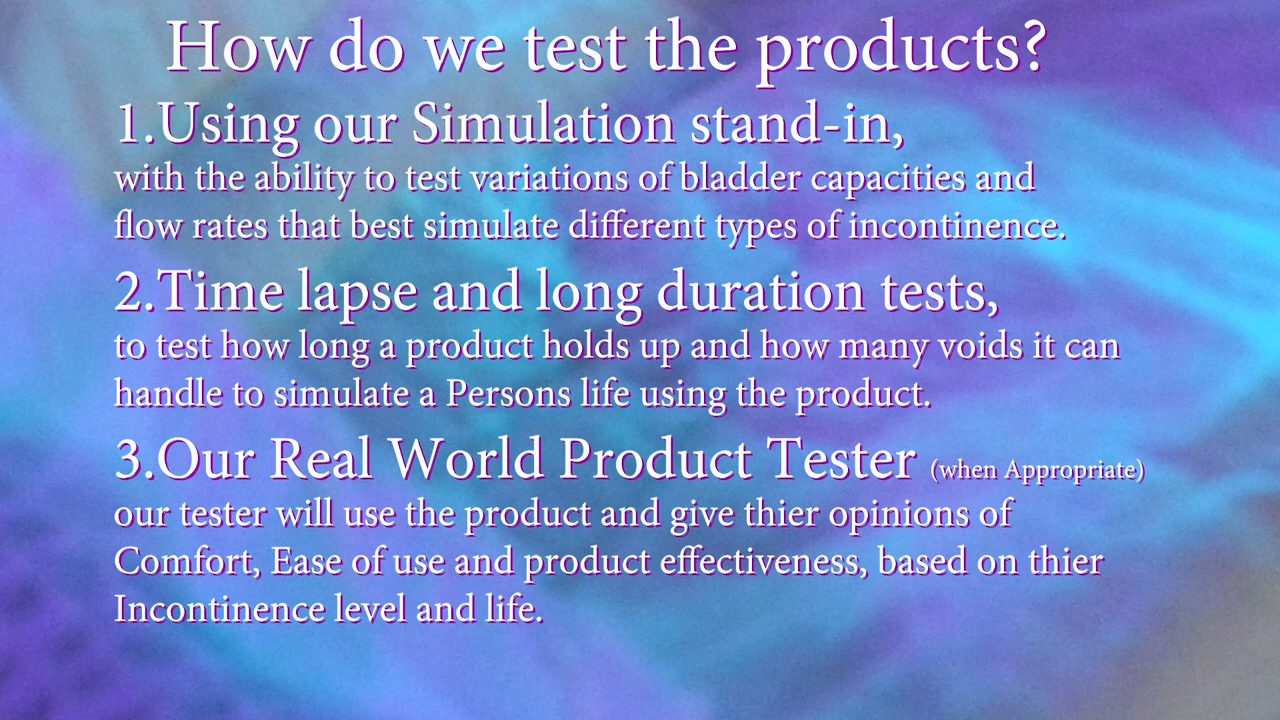 How do we test the products?
1.Using our Simulation stand-in,
with the ability to test variations of bladder capacities and
flow rates that best simulate different types of incontinence.
2.Time lapse and long duration tests,
to test how long a product holds up and how many voids it can
handle to simulate a Persons life using the product.
3.Our Real World Product Tester (when Appropriate)
our tester will use the product and give thier opinions of
Comfort, Ease of use and product effectiveness, based on thier
Incontinence level and life.